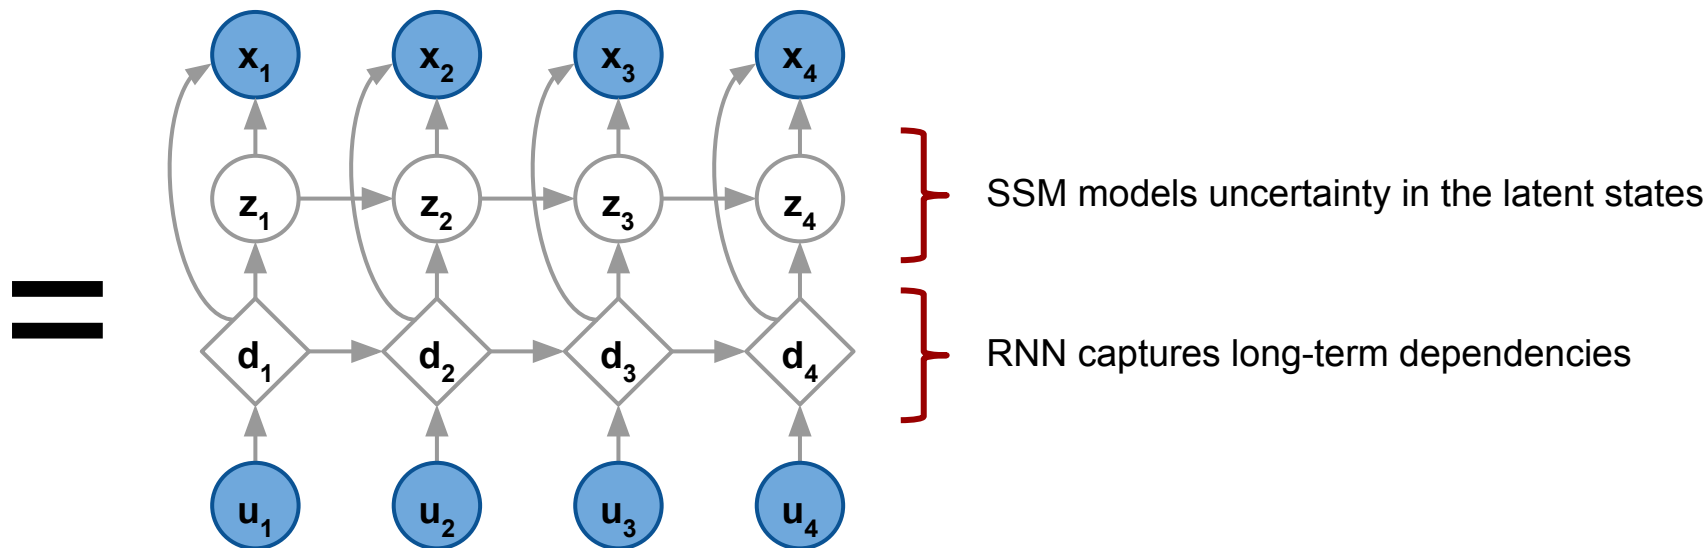 x1 x2 x3 x4
z1 z2 z3 z4
SSM models uncertainty in the latent states
d1 d2 d3 d4
RNN captures long-term dependencies
u1 u2 u3 u4